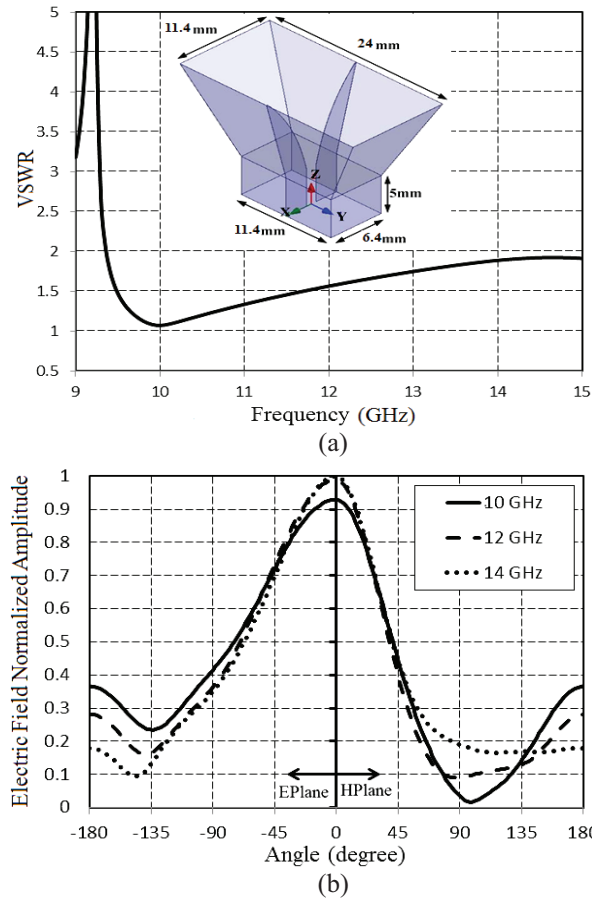 5
4.5
4
3.5
3
2.5
2
1.5
1
0.5
VSWR
11.4mm
24 mm
Z
X
Y
5mm
11.4mm
6.4mm
9
10
11
12
13
14
15
Frequency (GHz)
(a)
1
0.9
0.8
0.7
0.6
0.5
0.4
0.3
0.2
0.1
0
Electric Field Normalized Amplitude
10 GHz
12 GHz
14 GHz
EPlane
HPlane
-180
-135
-90
-45
0
45
90
135
180
Angle (degree)
(b)